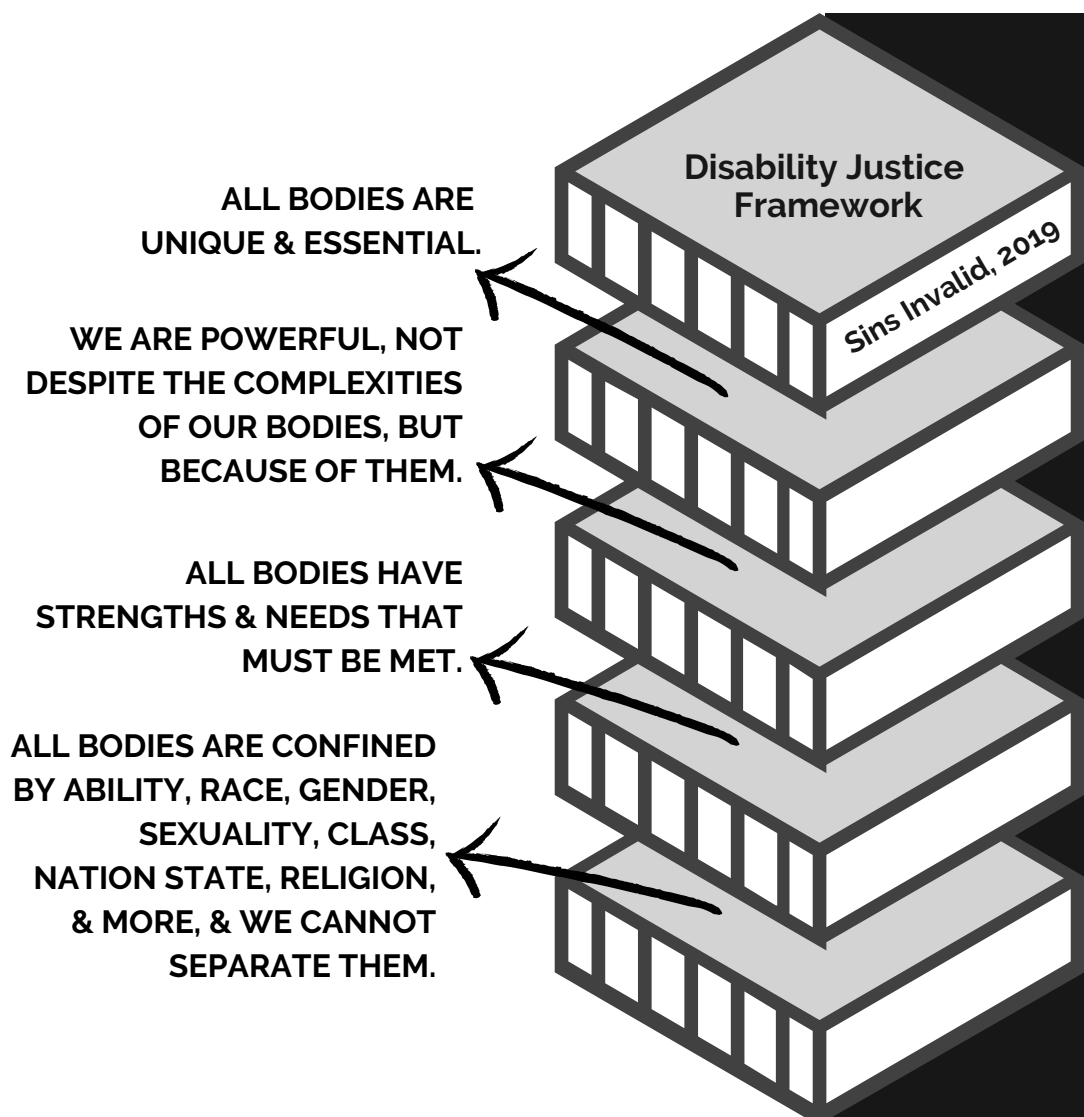 Disability Justice
Framework
Sins Invalid, 2019
ALL BODIES ARE
UNIQUE & ESSENTIAL.
WE ARE POWERFUL, NOT
DESPITE THE COMPLEXITIES
OF OUR BODIES, BUT
BECAUSE OF THEM.
ALL BODIES HAVE
STRENGTHS & NEEDS THAT
MUST BE MET.
ALL BODIES ARE CONFINED
BY ABILITY, RACE, GENDER,
SEXUALITY, CLASS,
NATION STATE, RELIGION,
& MORE, & WE CANNOT
SEPARATE THEM.